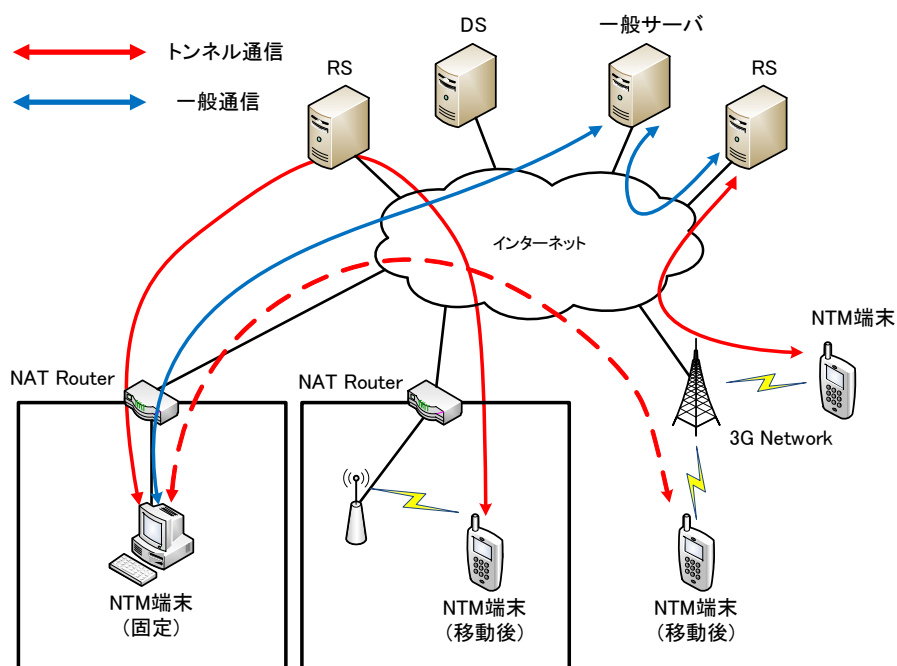 トンネル通信
一般通信
RS
DS
一般サーバ
RS
インターネット
NTM端末
NAT Router
NAT Router
3G Network
NTM端末
(固定)
NTM端末
(移動後)
NTM端末
(移動後)